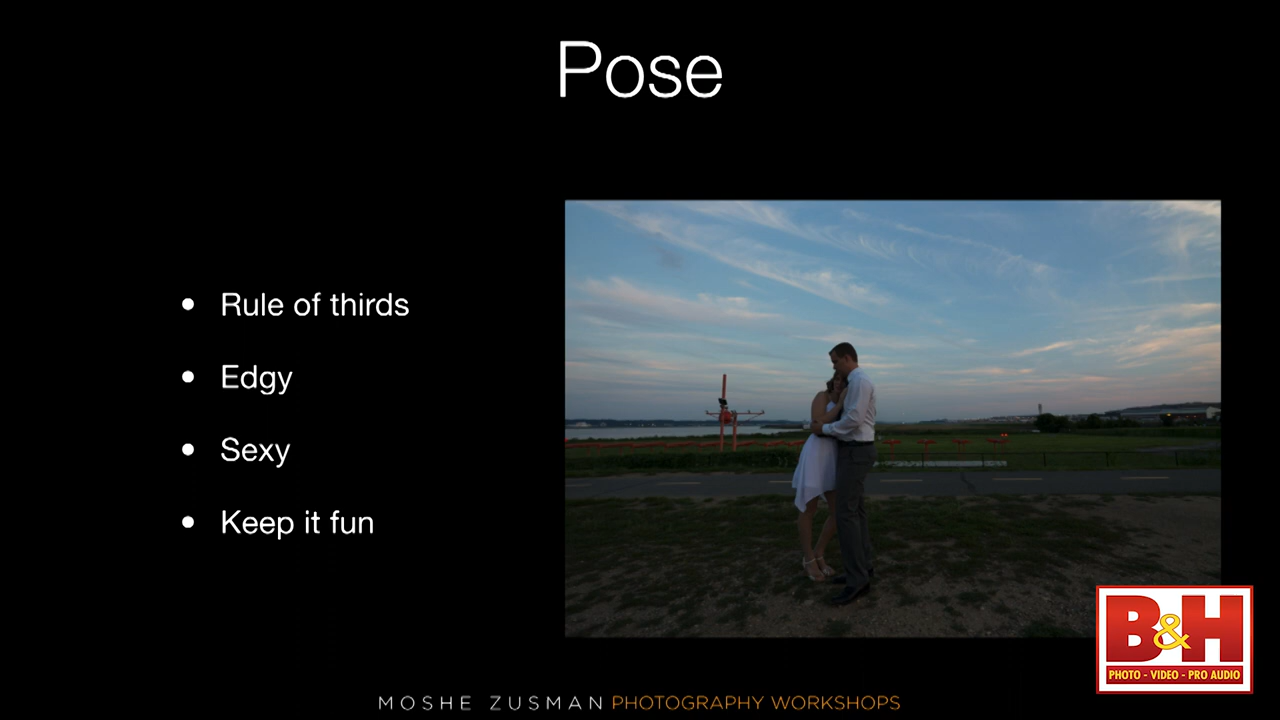 Pose
Rule of thirds
Edgy
Sexy
Keep it fun
B&H
PHOTO - VIDEO - PRO AUDIO
MOSHE ZUSMAN PHOTOGRAPHY WORKSHOPS